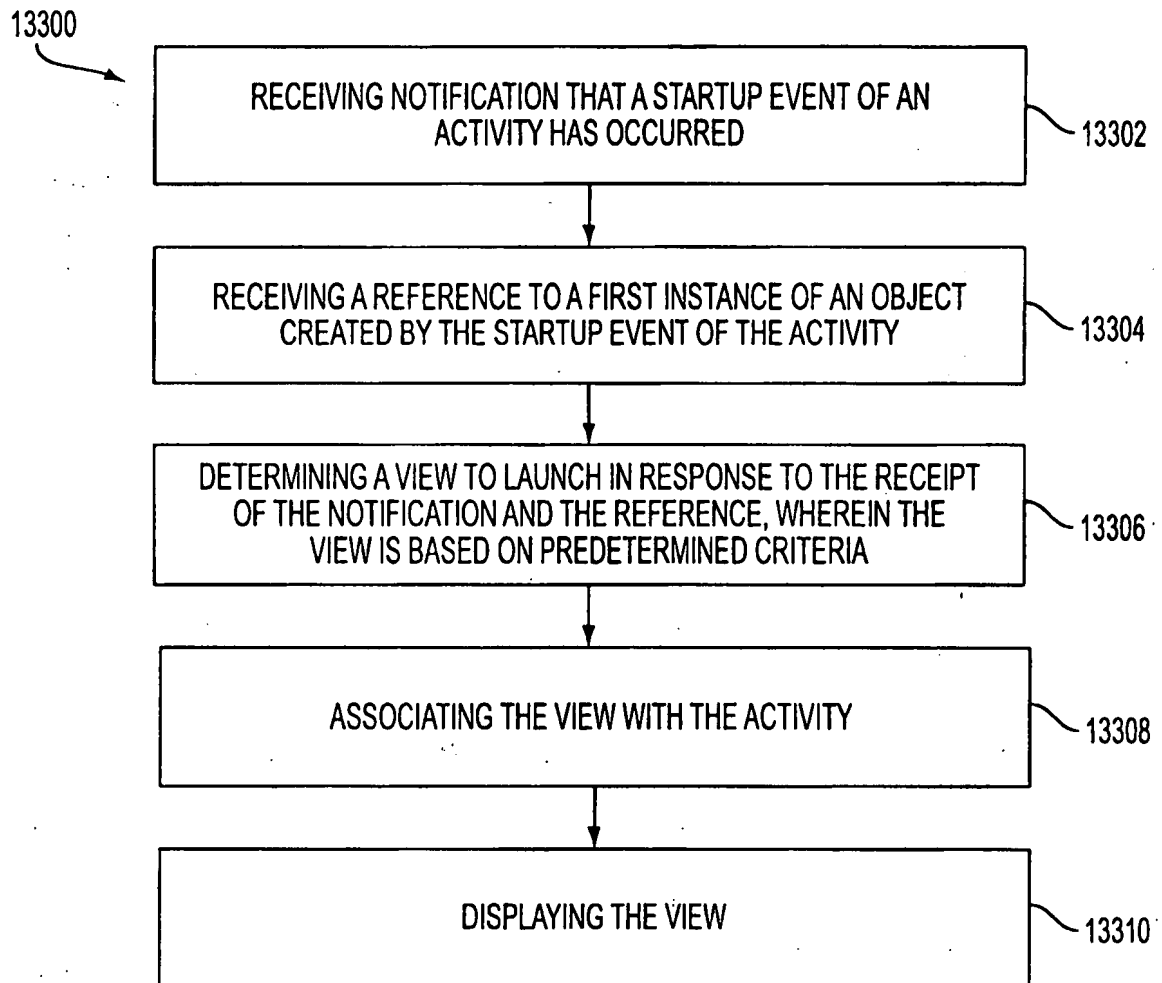 13300
RECEIVING NOTIFICATION THAT A STARTUP EVENT OF AN
ACTIVITY HAS OCCURRED
13302
RECEIVING A REFERENCE TO A FIRST INSTANCE OF AN OBJECT
CREATED BY THE STARTUP EVENT OF THE ACTIVITY
13304
DETERMINING A VIEW TO LAUNCH IN RESPONSE TO THE RECEIPT
OF THE NOTIFICATION AND THE REFERENCE, WHEREIN THE
VIEW IS BASED ON PREDETERMINED CRITERIA
13306
ASSOCIATING THE VIEW WITH THE ACTIVITY
13308
DISPLAYING THE VIEW
13310